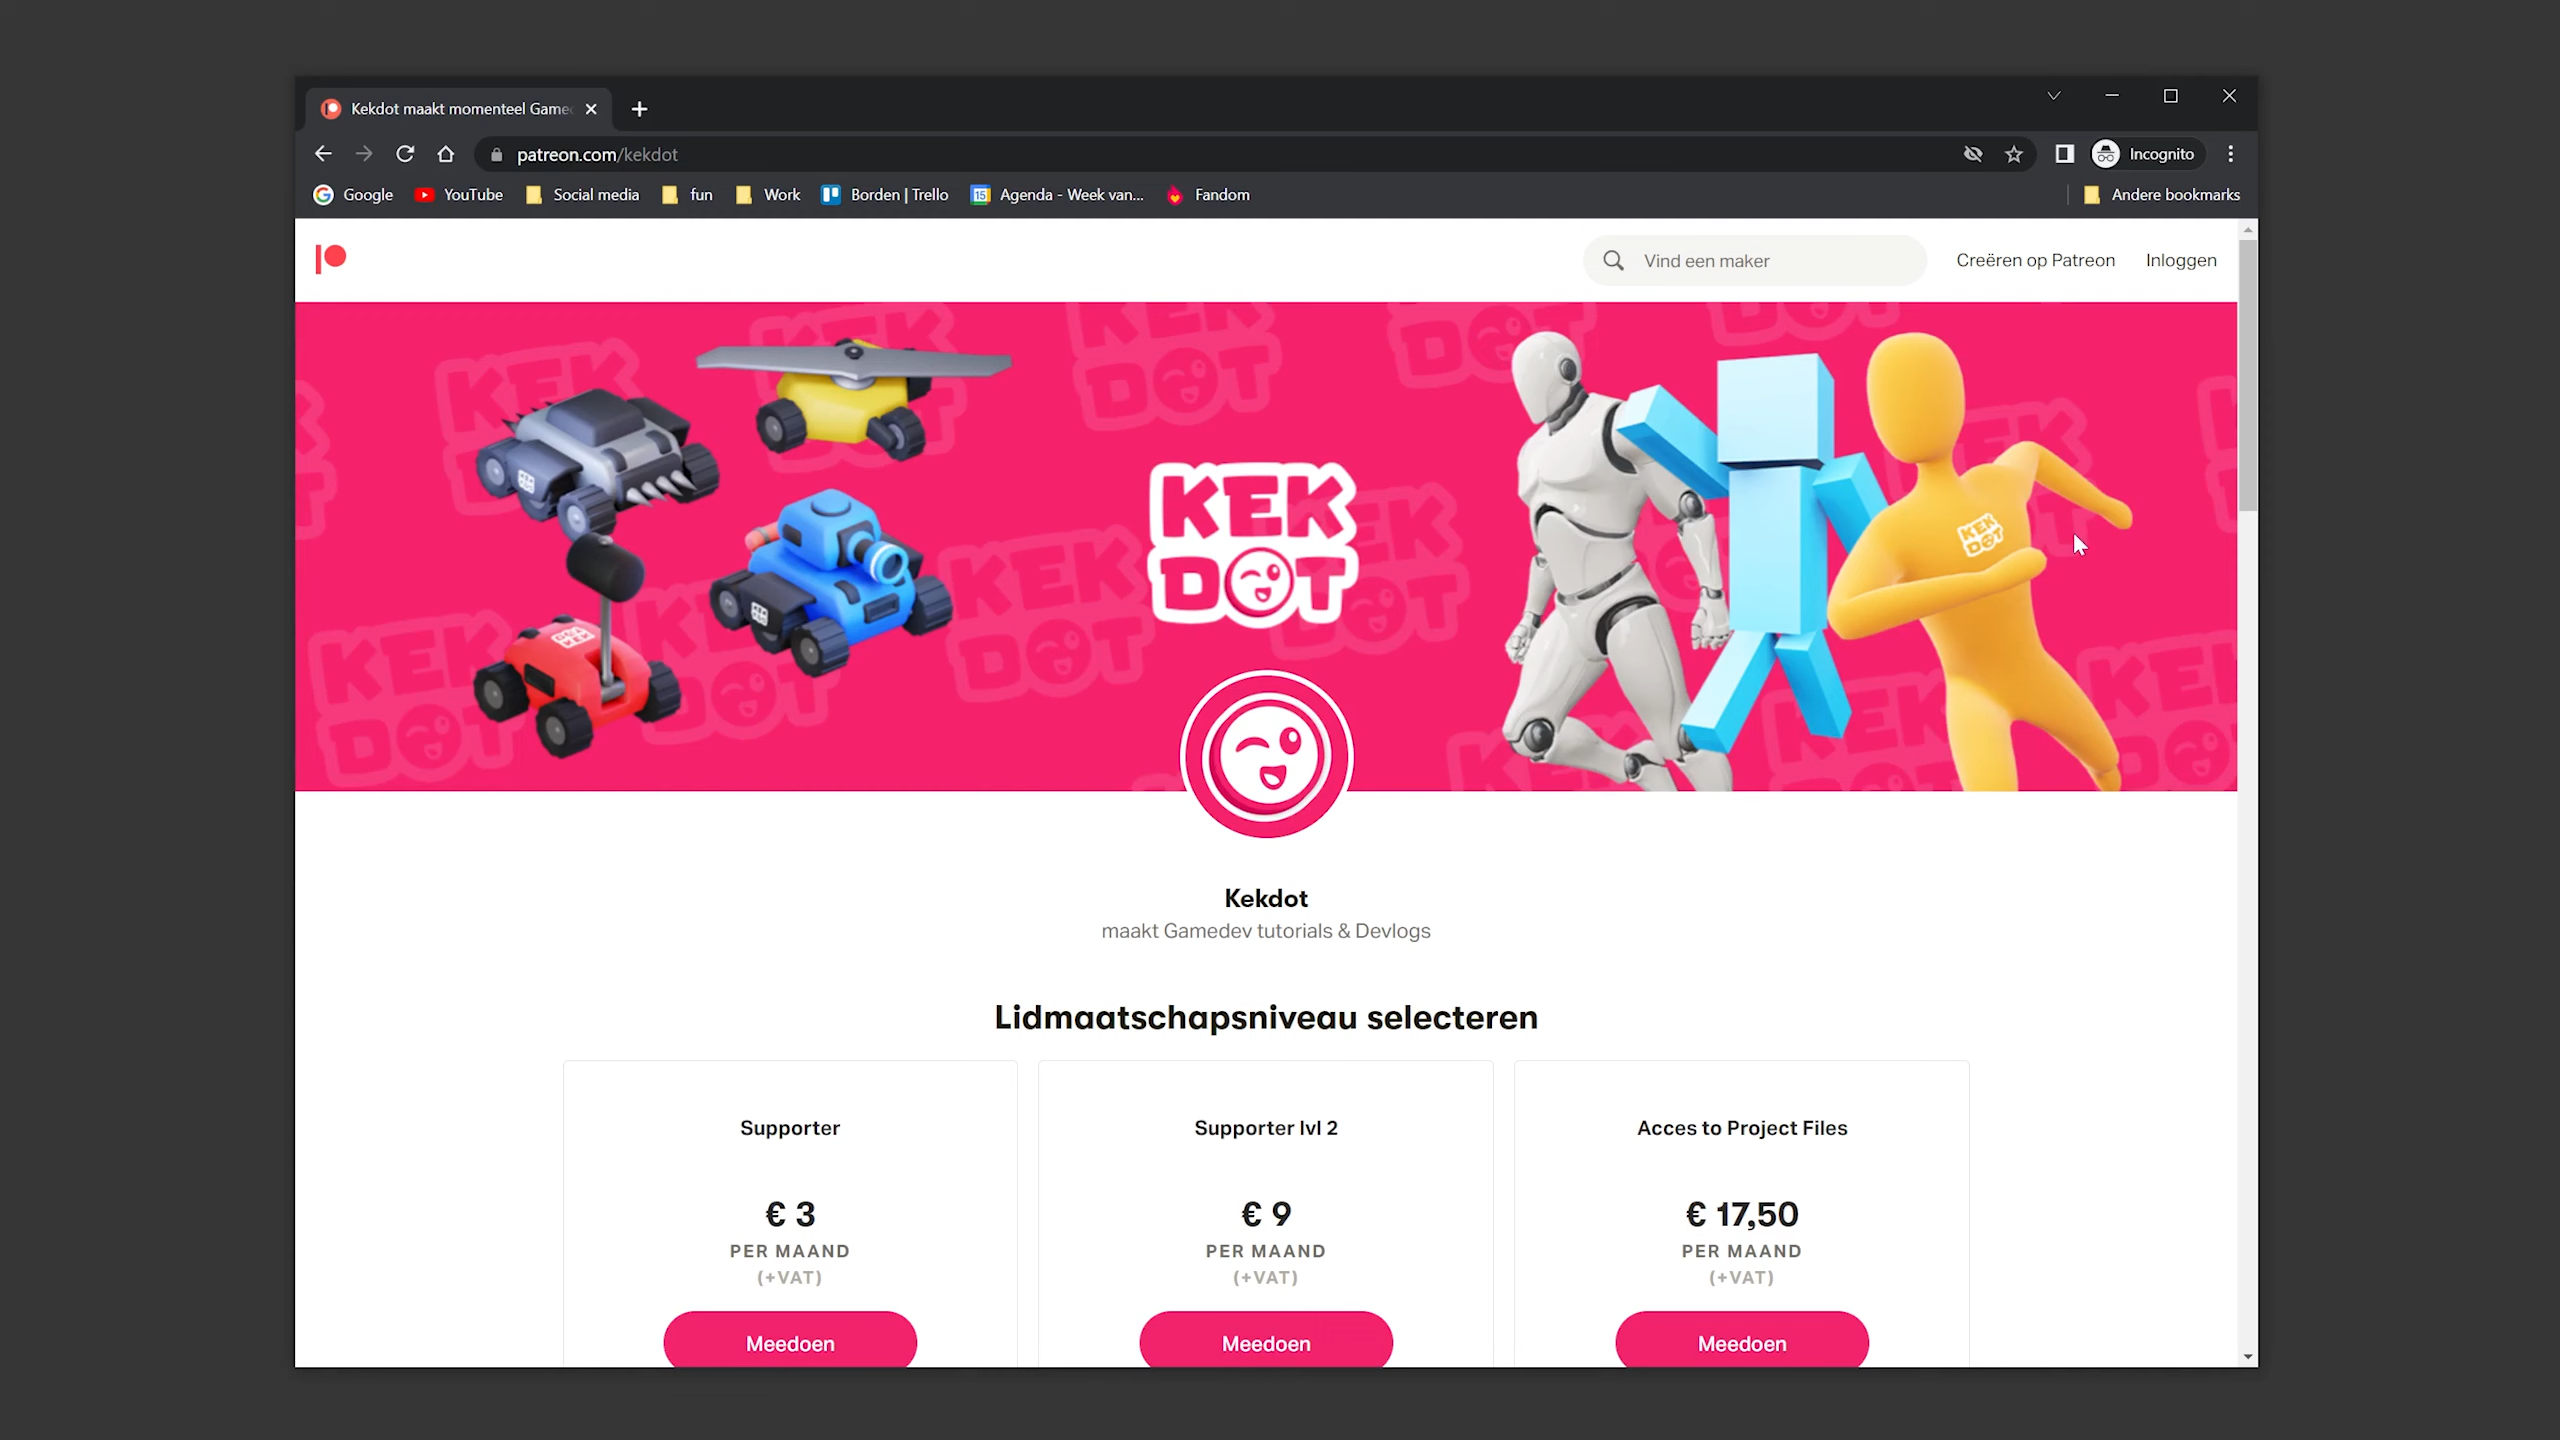 Kekdot maakt momenteel Game
patreon.com/kekdot
Incognito
Google
YouTube
Social media
fun
Work
Borden | Trello
15
Agenda - Week van...
Fandom
Andere bookmarks
Vind een maker
Creëren op Patreon
Inloggen
KEK
DOT
KEK
DOT
Kekdot
maakt Gamedev tutorials & Devlogs
Lidmaatschapsniveau selecteren
Supporter
€ 3
PER MAAND
(+VAT)
Meedoen
Supporter lvl 2
€ 9
PER MAAND
(+VAT)
Meedoen
Acces to Project Files
€ 17,50
PER MAAND
(+VAT)
Meedoen